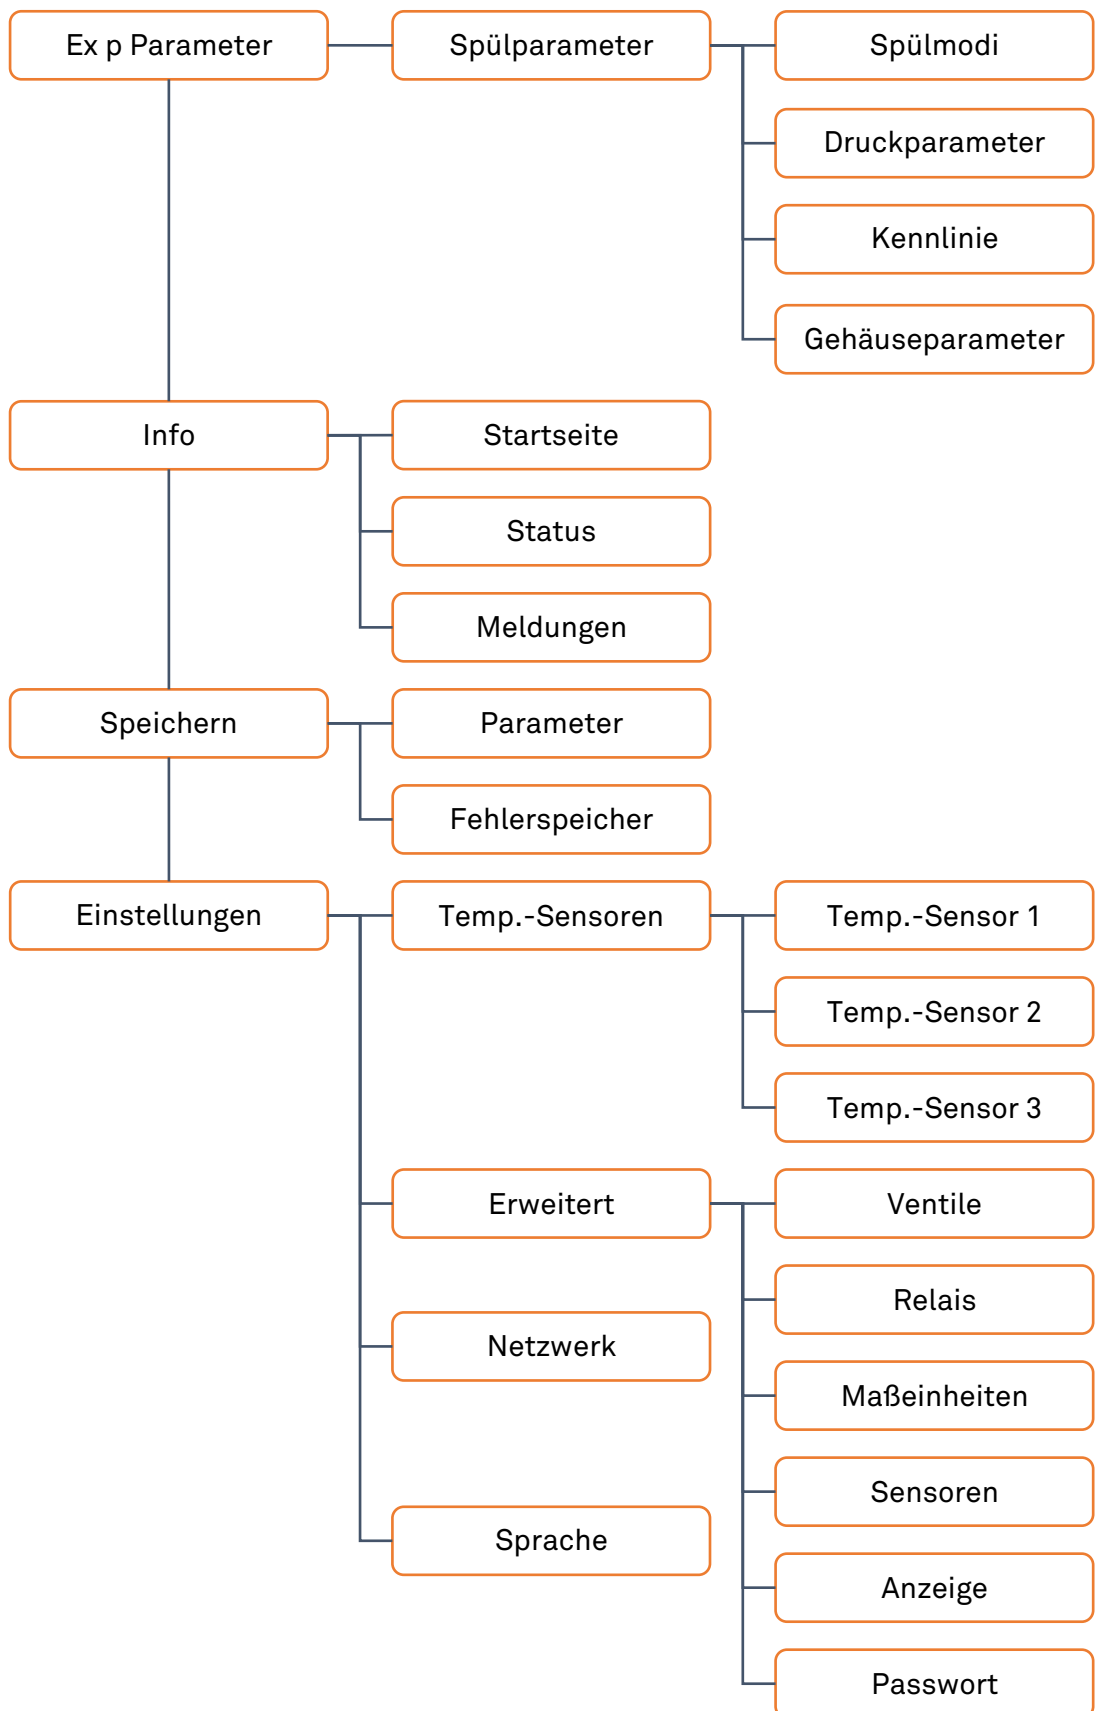 Ex p Parameter
Spülparameter
Spülmodi
Druckparameter
Kennlinie
Gehäuseparameter
Info
Startseite
Status
Meldungen
Speichern
Parameter
Fehlerspeicher
Einstellungen
Temp.-Sensoren
Temp.-Sensor 1
Temp.-Sensor 2
Temp.-Sensor 3
Erweitert
Ventile
Relais
Netzwerk
Maßeinheiten
Sensoren
Sprache
Anzeige
Passwort